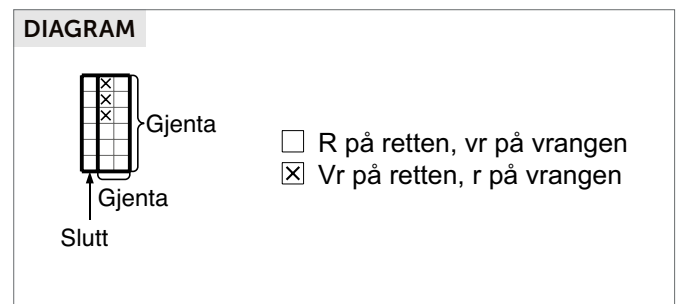 DIAGRAM
Gjenta
R på retten, vr på vrangen
Vr på retten, r på vrangen
Gjenta
Slutt